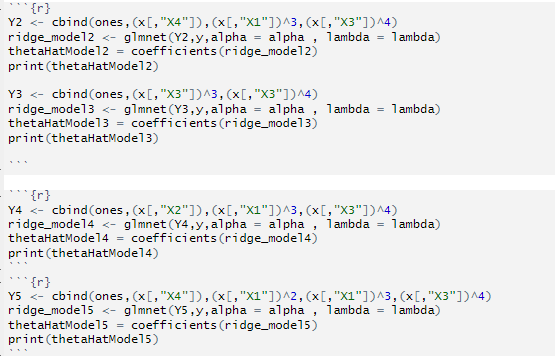 ```{r}
Y2 <- cbind(ones,(x[,"X4"]),(x[,"X1"])^3,(x[,"X3"])^4)
ridge_model2 <- glmnet(Y2,y,alpha = alpha , lambda = lambda)
thetaHatModel2 = coefficients(ridge_model2)
print(thetaHatModel2)
Y3 <- cbind(ones,(x[,"X3"])^3,(x[,"X3"])^4)
ridge_model3 <- glmnet(Y3,y,alpha = alpha , lambda = lambda)
thetaHatModel3 = coefficients(ridge_model3)
print(thetaHatModel3)
```
```{r}
Y4 <- cbind(ones,(x[,"X2"]),(x[,"X1"])^3,(x[,"X3"])^4)
ridge_model4 <- glmnet(Y4,y,alpha = alpha , lambda = lambda)
thetaHatModel4 = coefficients(ridge_model4)
print(thetaHatModel4)
```
```{r}
Y5 <- cbind(ones,(x[,"X4"]),(x[,"X1"])^2,(x[,"X1"])^3,(x[,"X3"])^4)
ridge_model5 <- glmnet(Y5,y,alpha = alpha , lambda = lambda)
thetaHatModel5 = coefficients(ridge_model5)
print(thetaHatModel5)
```